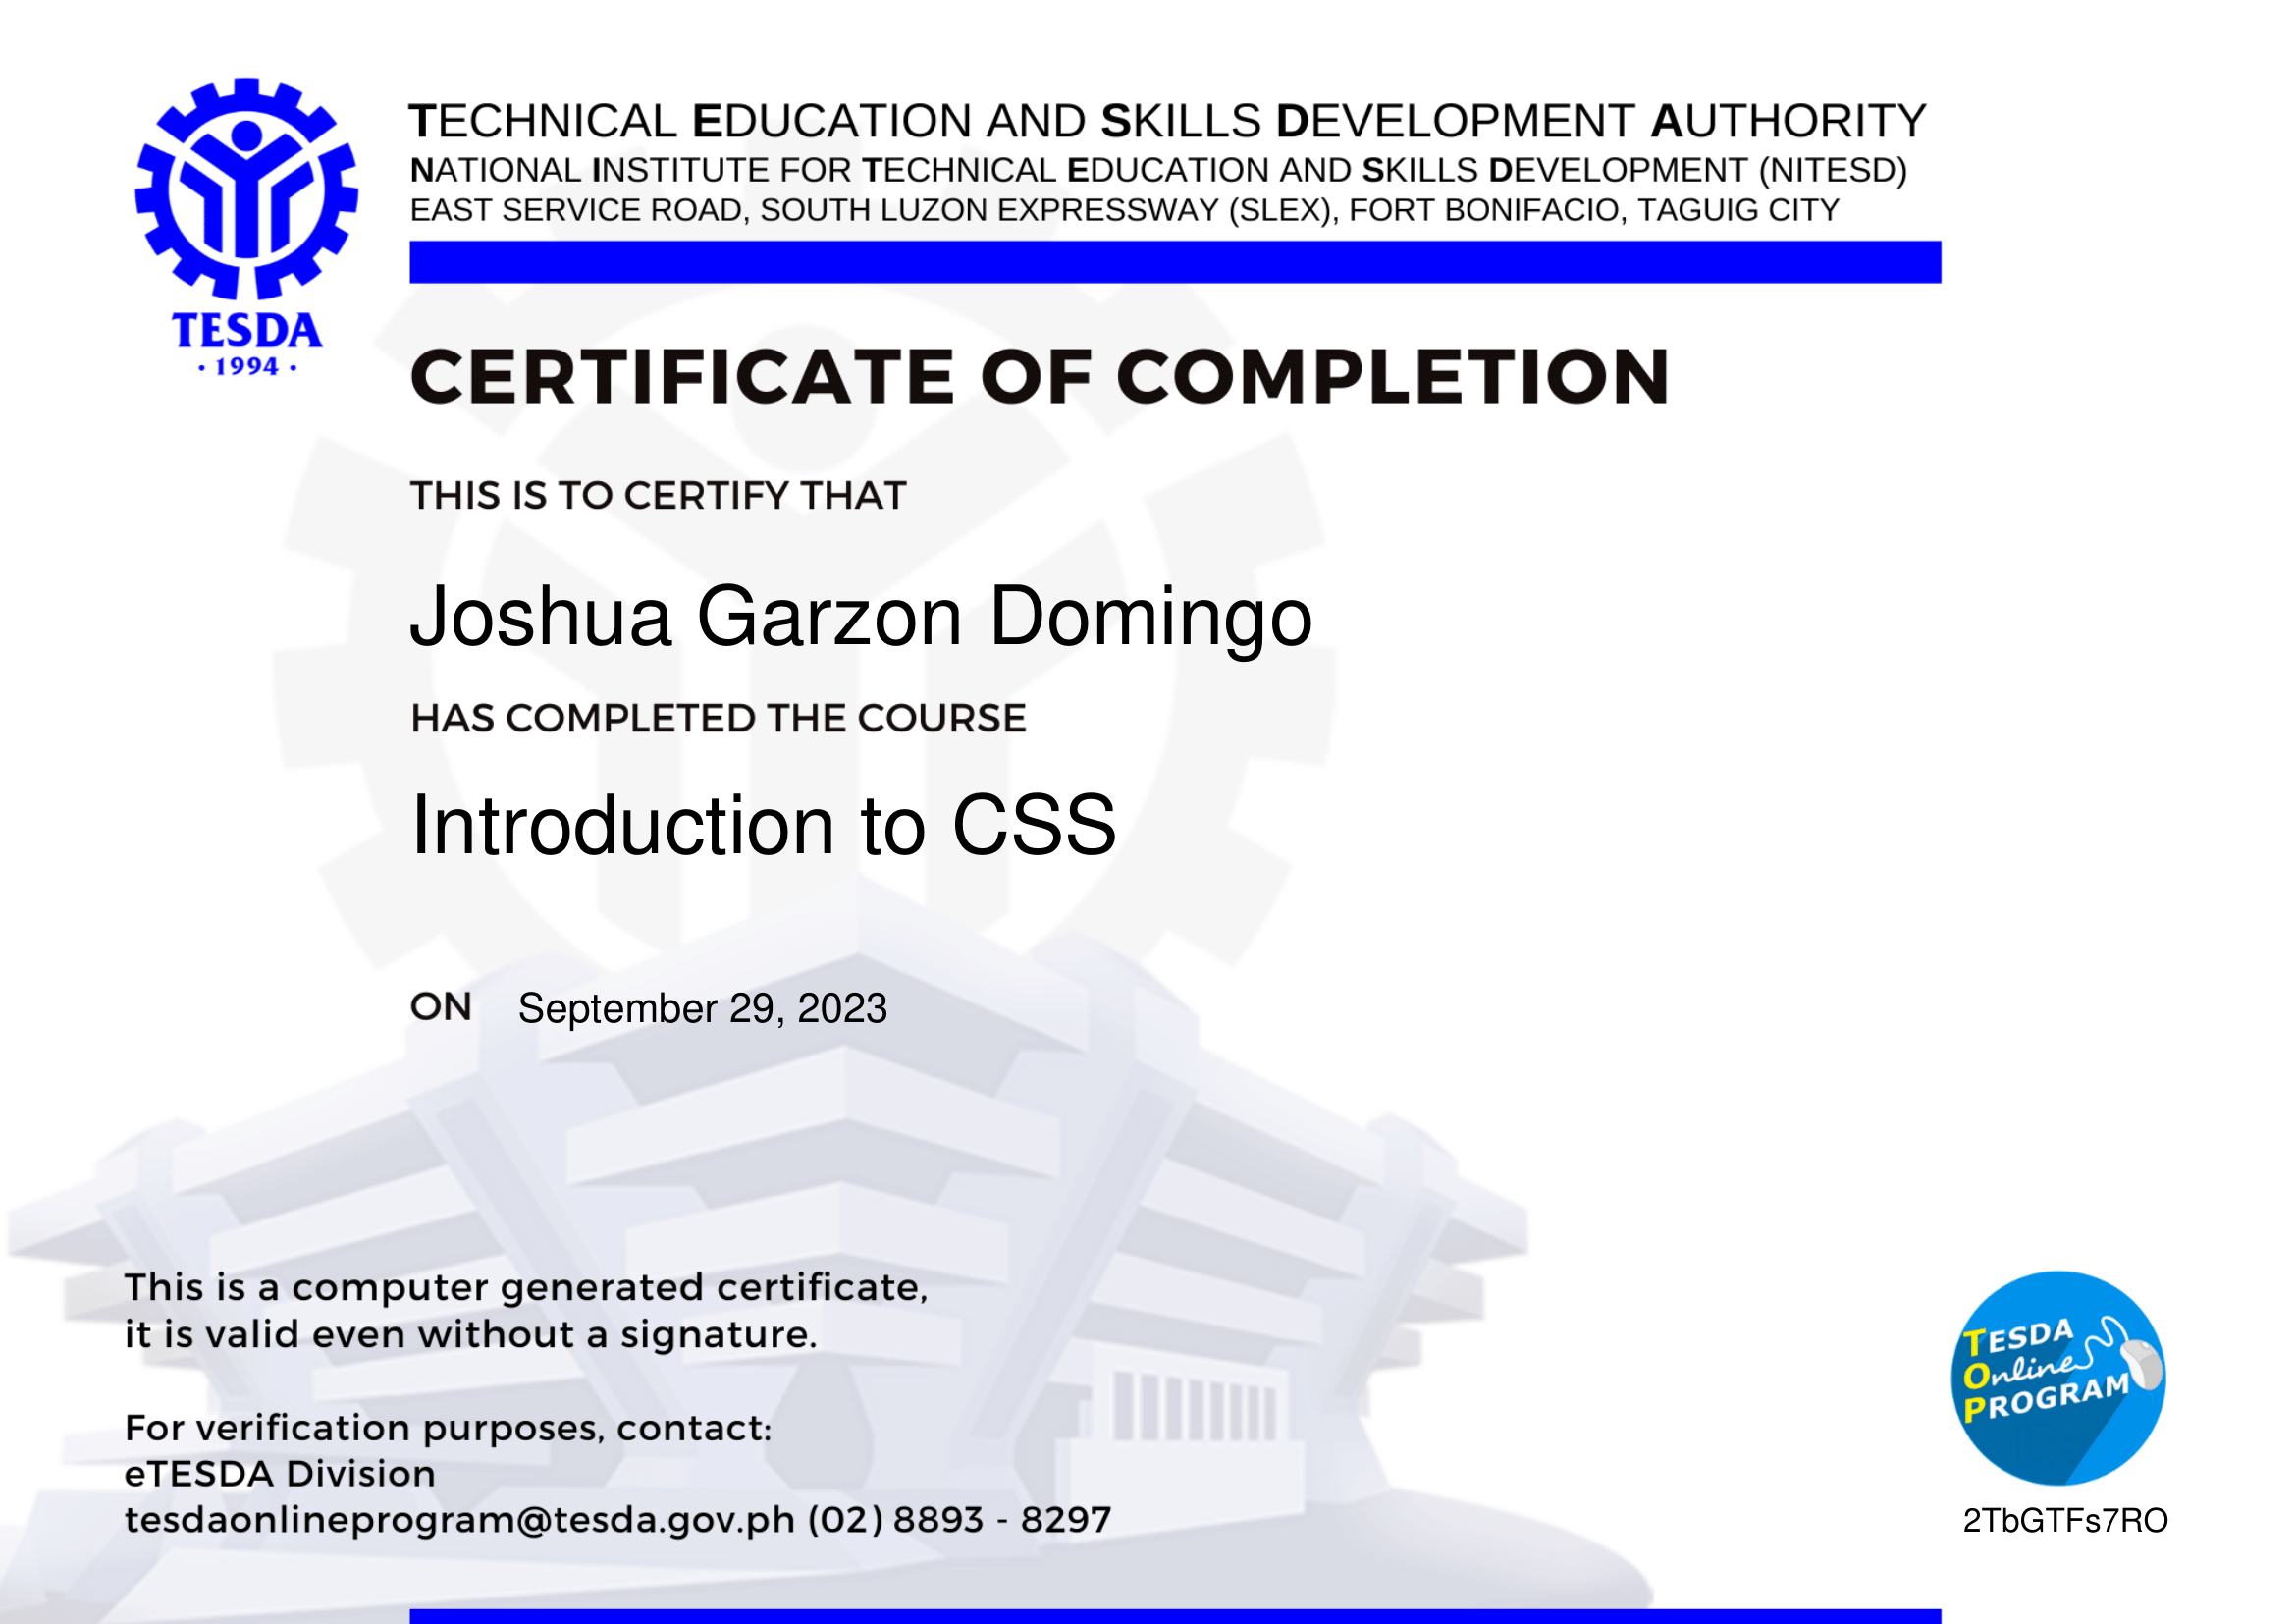 TECHNICAL EDUCATION AND SKILLS DEVELOPMENT AUTHORITY
NATIONAL INSTITUTE FOR TECHNICAL EDUCATION AND SKILLS DEVELOPMENT (NITESD)
EAST SERVICE ROAD, SOUTH LUZON EXPRESSWAY (SLEX), FORT BONIFACIO, TAGUIG CITY
TESDA
· 1994 ·
CERTIFICATE OF COMPLETION
THIS IS TO CERTIFY THAT
Joshua Garzon Domingo
HAS COMPLETED THE COURSE
Introduction to CSS
ON September 29, 2023
This is a computer generated certificate,
it is valid even without a signature.
For verification purposes, contact:
eTESDA Division
tesdaonlineprogram@tesda.gov.ph (02) 8893 - 8297
TESDA
Online
PROGRAM
2TbGTFs7RO